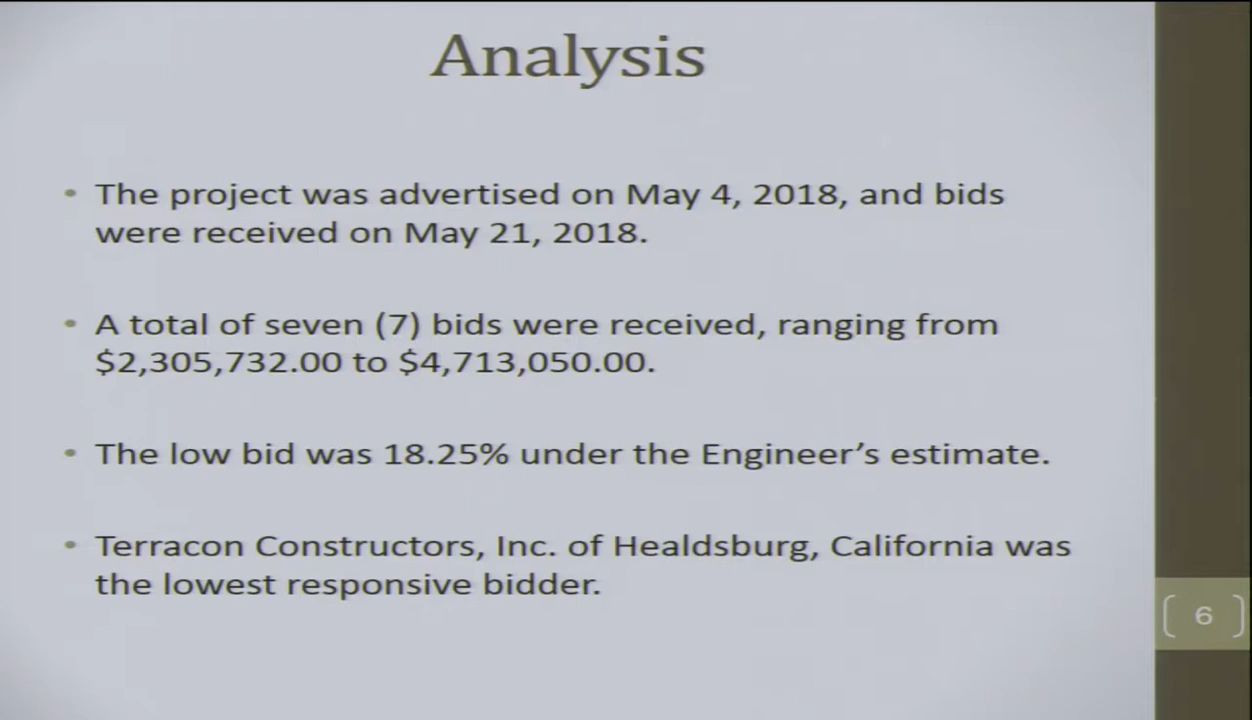 Analysis
• The project was advertised on May 4, 2018, and bids
were received on May 21, 2018.
• A total of seven (7) bids were received, ranging from
$2,305,732.00 to $4,713,050.00.
• The low bid was 18.25% under the Engineer’s estimate.
• Terracon Constructors, Inc. of Healdsburg, California was
the lowest responsive bidder.
[ 6 ]